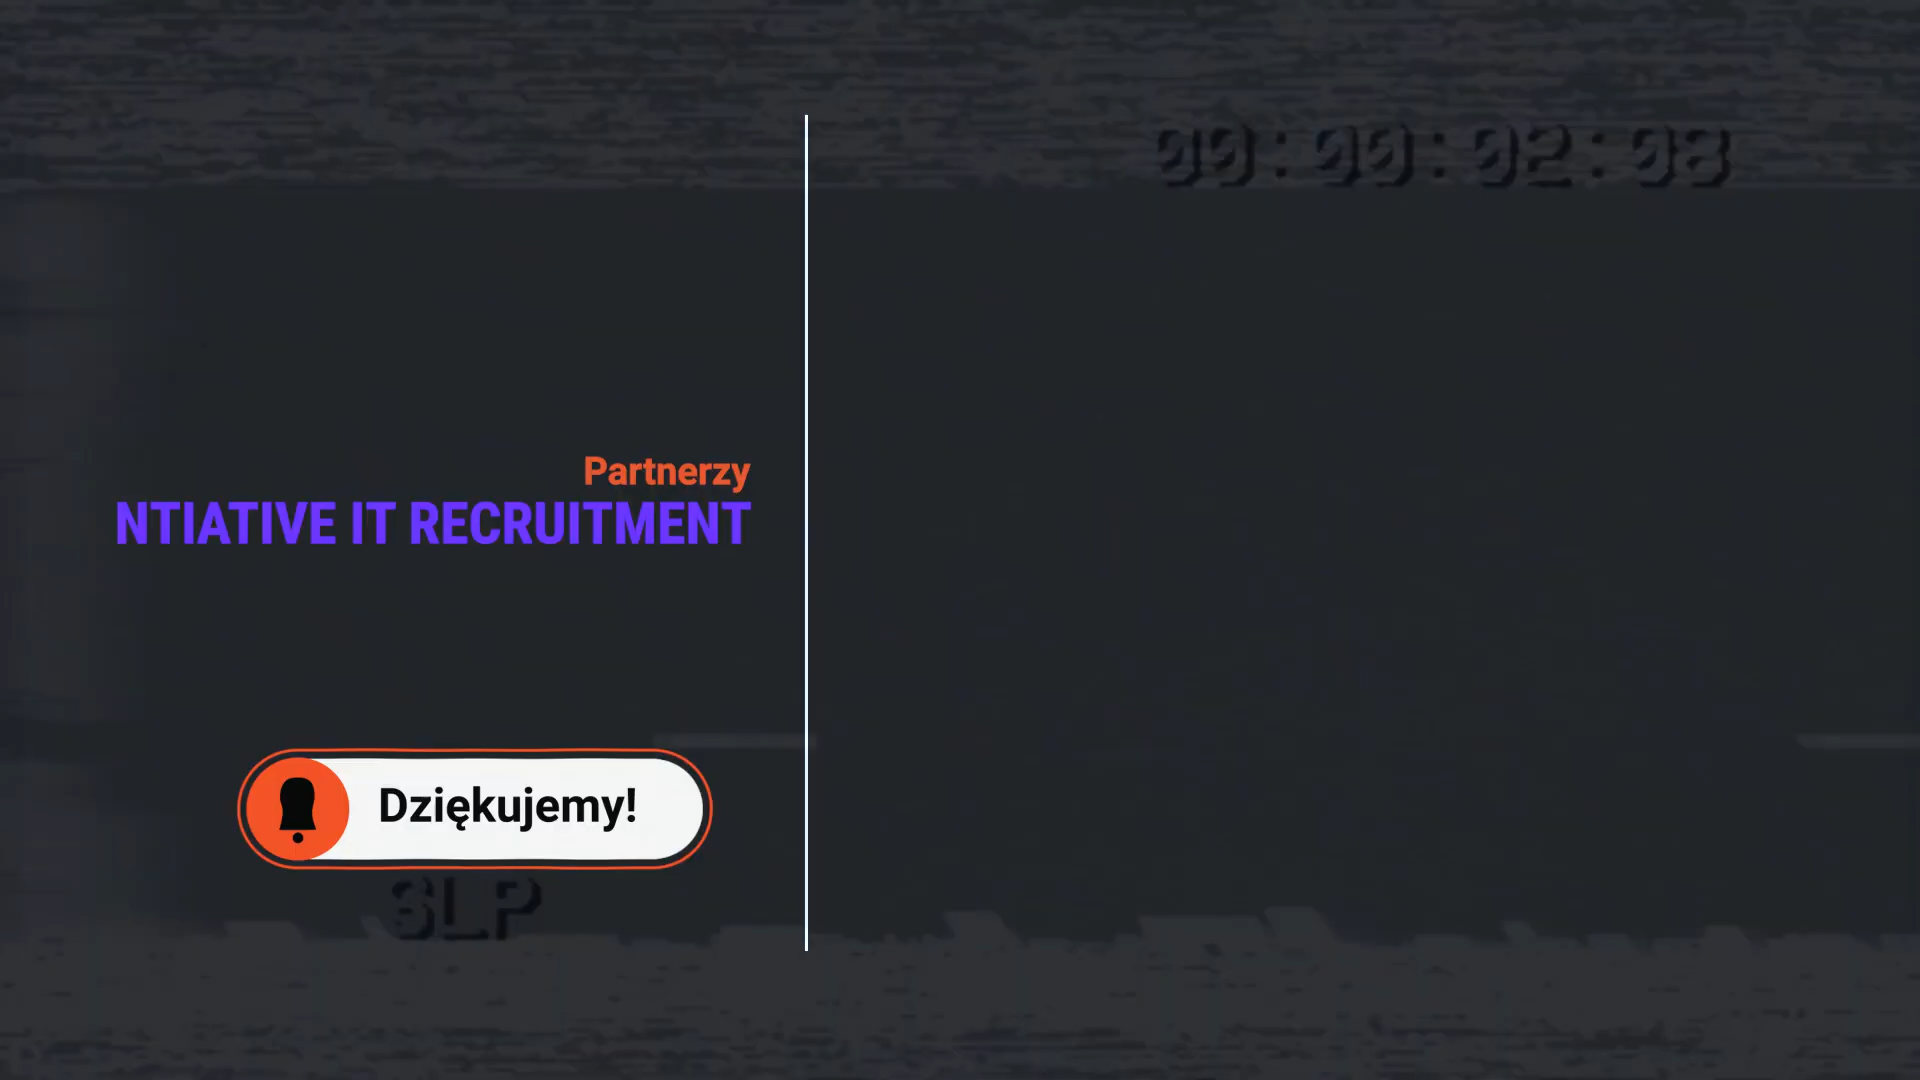 00:00:02:08
Partnerzy
NTIATIVE IT RECRUITMENT
Dziękujemy!
SLP